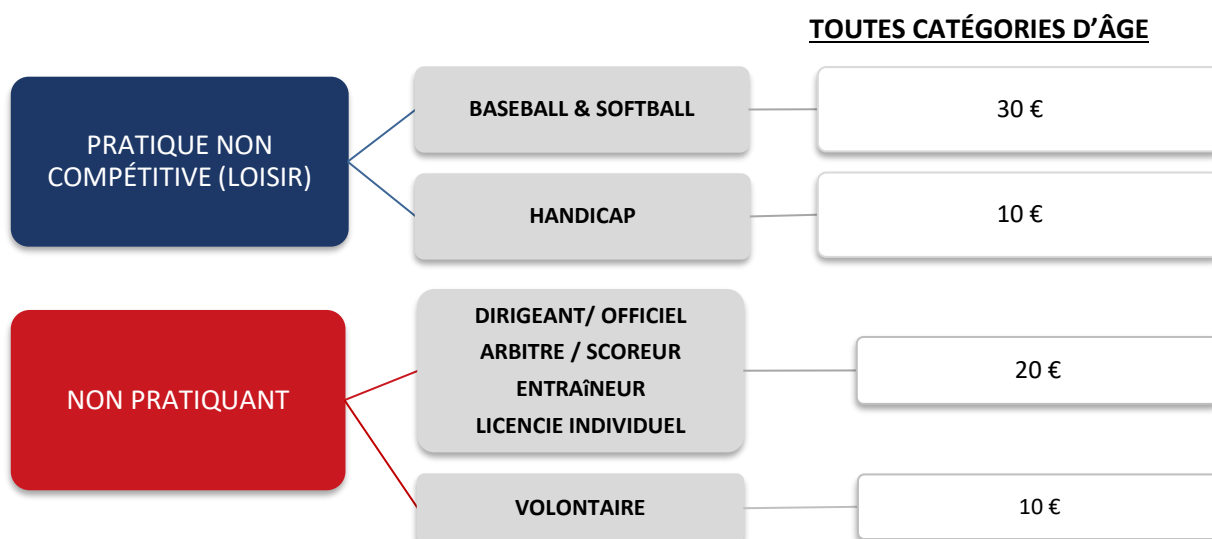 TOUTES CATÉGORIES D’ÂGE
PRATIQUE NON
COMPÉTITIVE (LOISIR)
BASEBALL & SOFTBALL
30 €
HANDICAP
10 €
NON PRATIQUANT
DIRIGEANT/ OFFICIEL
ARBITRE / SCOREUR
ENTRAîNEUR
LICENCIE INDIVIDUEL
20 €
VOLONTAIRE
10 €